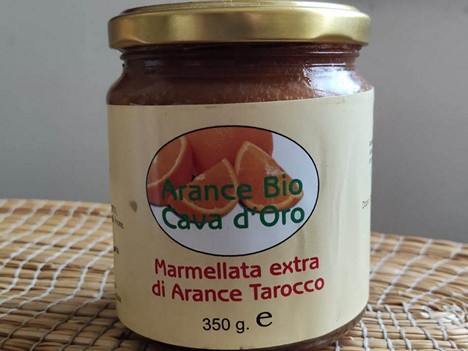 Arance Bio
Cava d'Oro
Marmellata extra
di Arance Tarocco
350 g. e